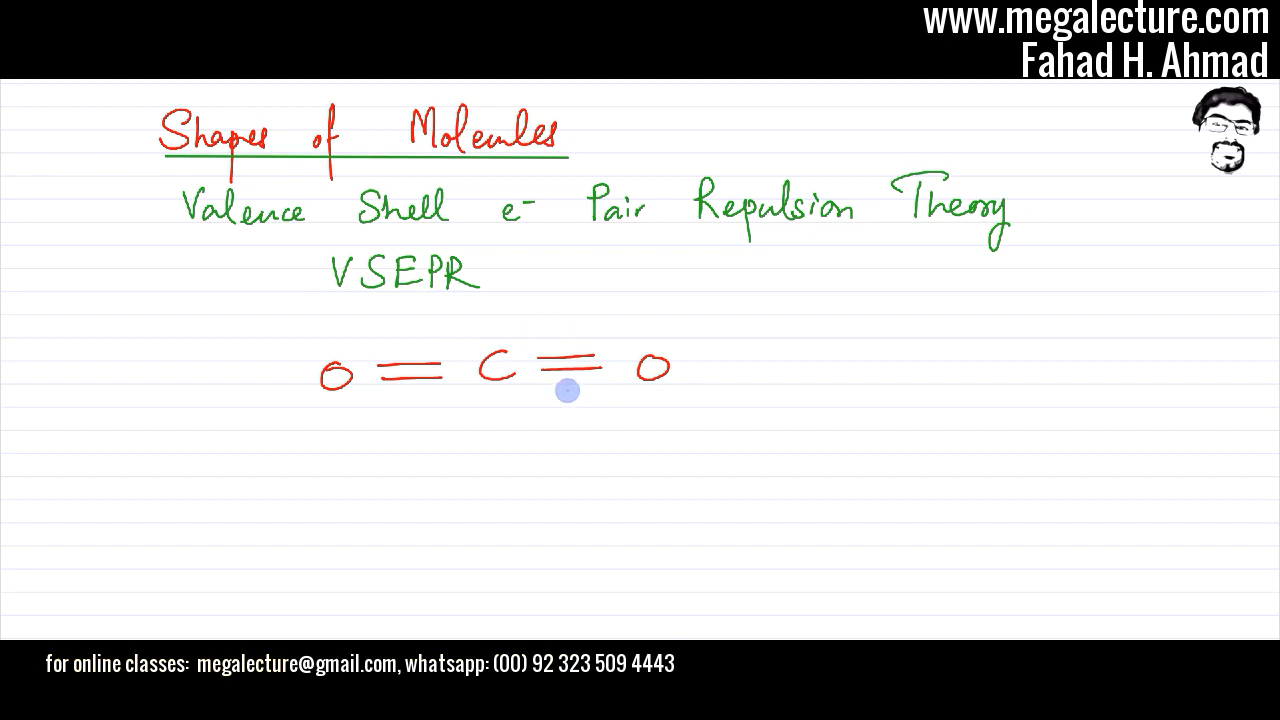 www.megalecture.com
Fahad H. Ahmad
Shapes of Molecules
Valence Shell e- Pair Repulsion Theory
VSEPR
O = C = O
for online classes: megalecture@gmail.com, whatsapp: (00) 92 323 509 4443